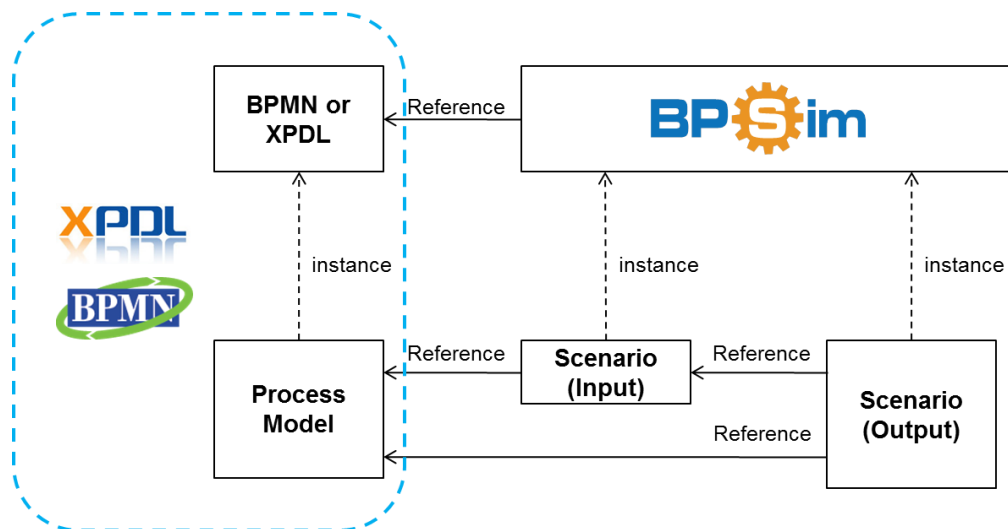 BPMN or
XPDL
Reference
BPSim
XPDL
BPMN
instance
instance
instance
Process
Model
Reference
Scenario
(Input)
Reference
Scenario
(Output)
Reference